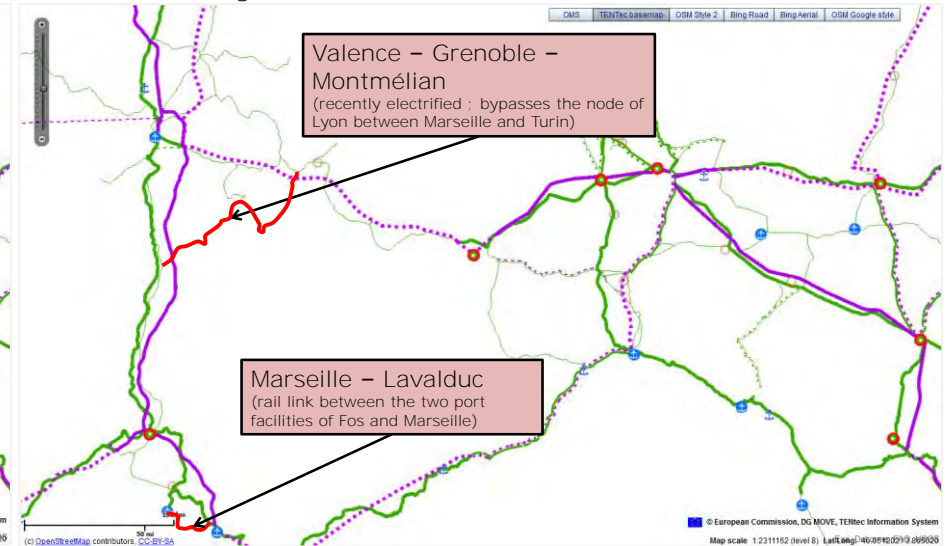 OMS TENTec basemap OSM Style 2 Bing Road Bing Aerial OSM Google style
Valence – Grenoble –
Montmélian
(recently electrified ; bypasses the node of
Lyon between Marseille and Turin)
Marseille – Lavalduc
(rail link between the two port
facilities of Fos and Marseille)
50 mi
(c) OpenStreetMap contributors, CC-BY-SA
© European Commission, DG MOVE, TENtec Information System
Map scale 1:2311162 (level 8) Lat/Long: